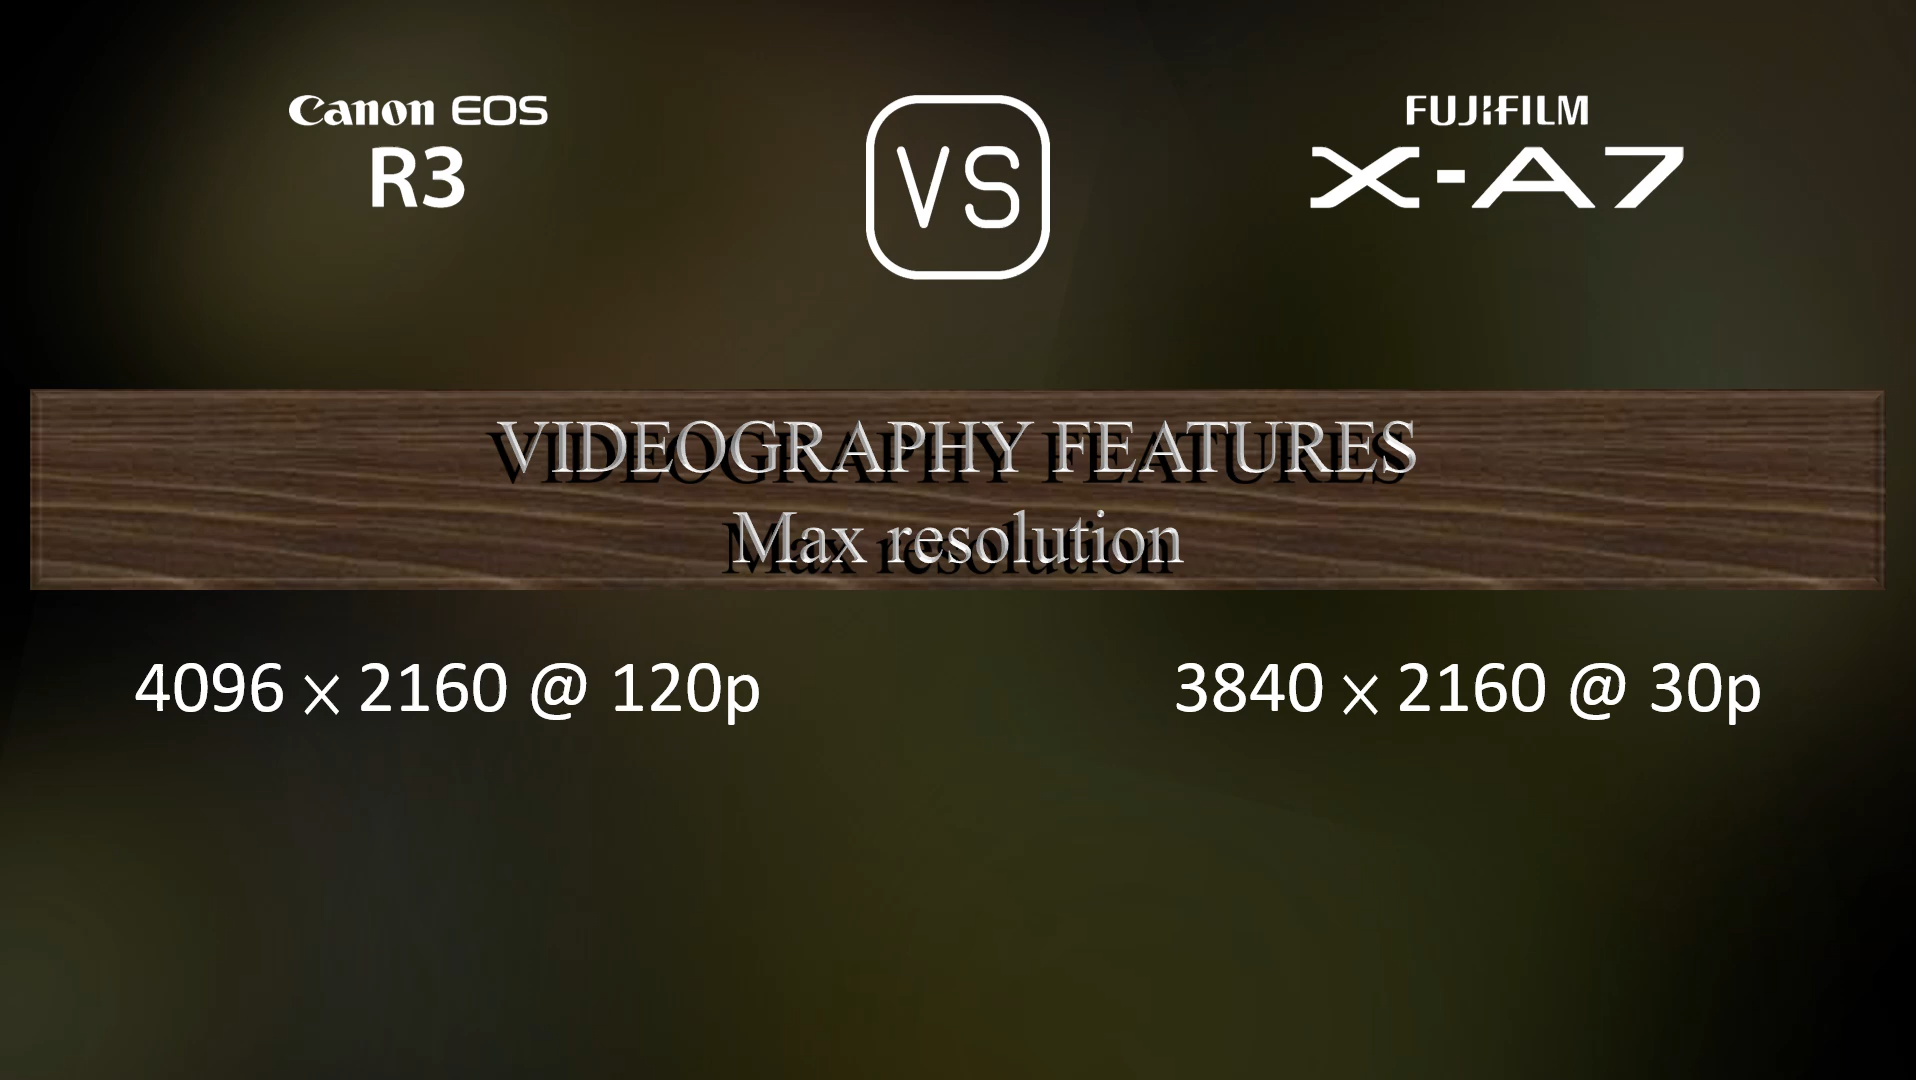 Canon EOS
R3
VS
FUJIFILM
X-A7
VIDEOGRAPHY FEATURES
Max resolution
4096 x 2160 @ 120p
3840 x 2160 @ 30p